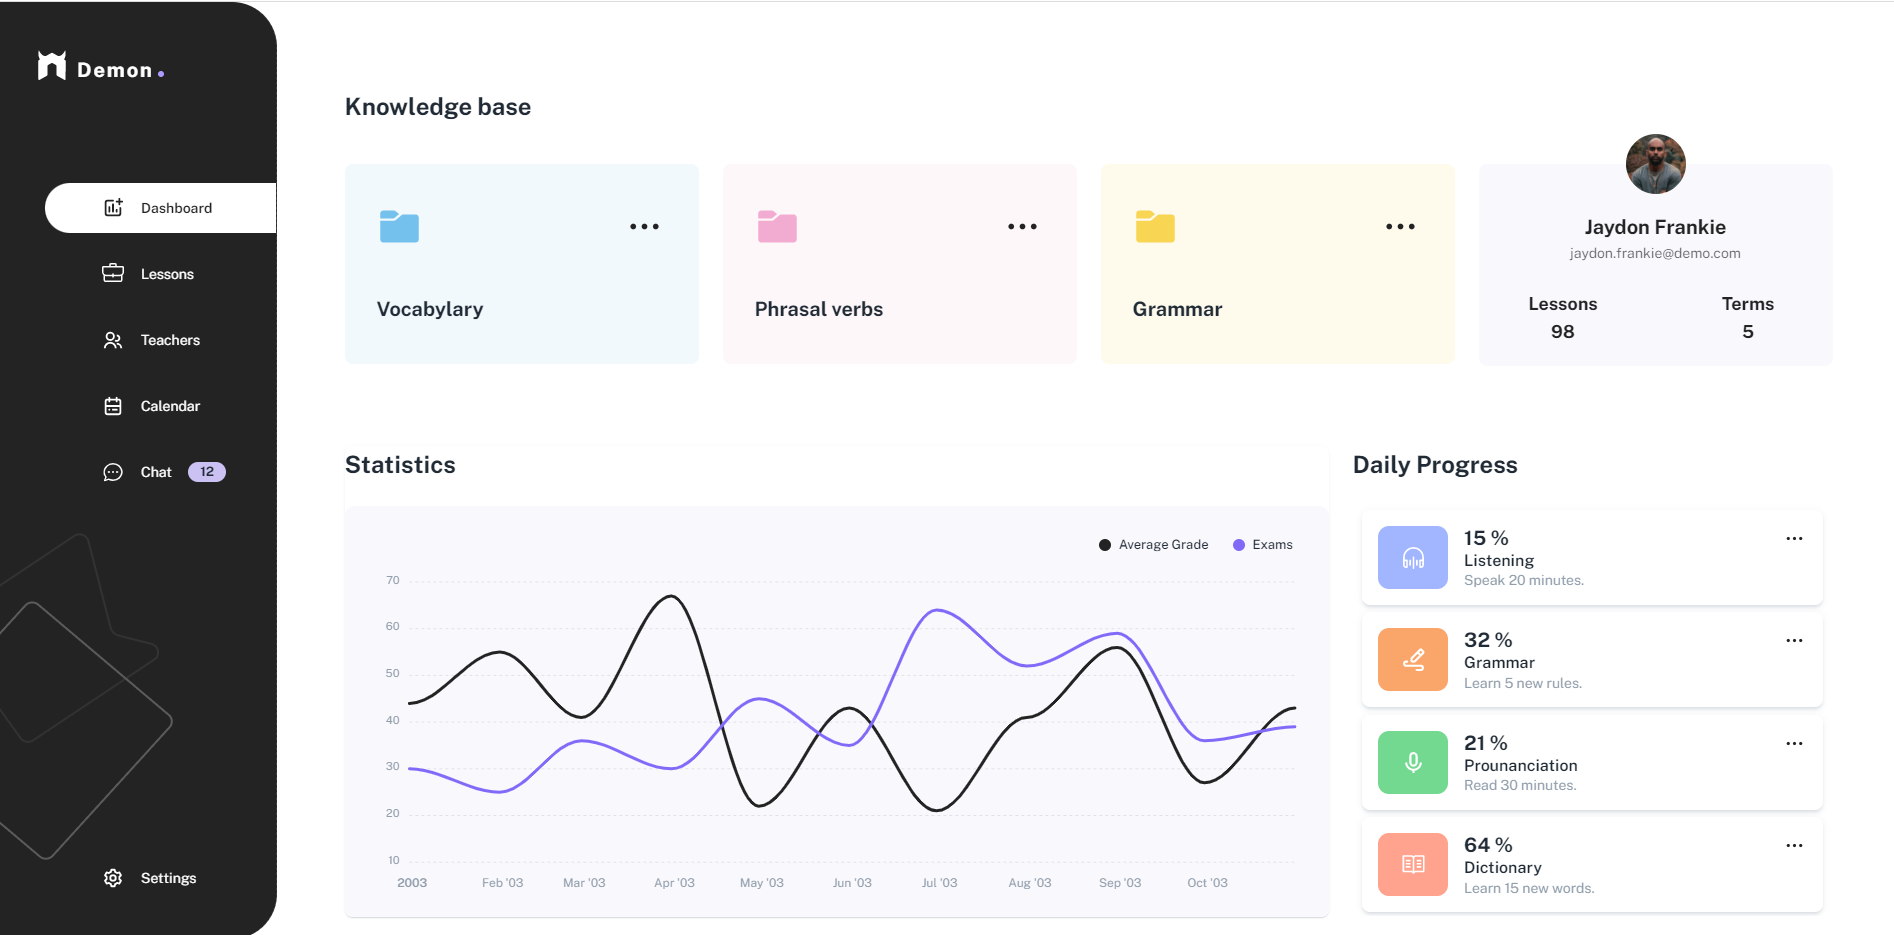 Demon.
Dashboard
Lessons
Teachers
Calendar
Chat 12
Settings
Knowledge base
Vocabylary
Phrasal verbs
Grammar
Jaydon Frankie
jaydon.frankie@demo.com
Lessons Terms
98 5
Statistics
Average Grade Exams
70
60
50
40
30
20
10
2003 Feb '03 Mar '03 Apr '03 May '03 Jun '03 Jul '03 Aug '03 Sep '03 Oct '03
Daily Progress
15 %
Listening
Speak 20 minutes.
32 %
Grammar
Learn 5 new rules.
21 %
Prounanciation
Read 30 minutes.
64 %
Dictionary
Learn 15 new words.